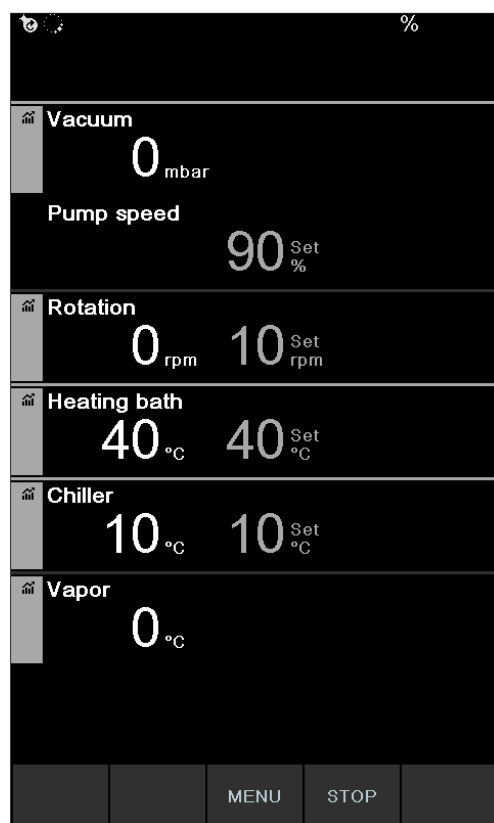 %
Vacuum
0 mbar
Pump speed
90 Set %
Rotation
0 rpm 10 Set rpm
Heating bath
40 °C 40 Set °C
Chiller
10 °C 10 Set °C
Vapor
0 °C
MENU STOP